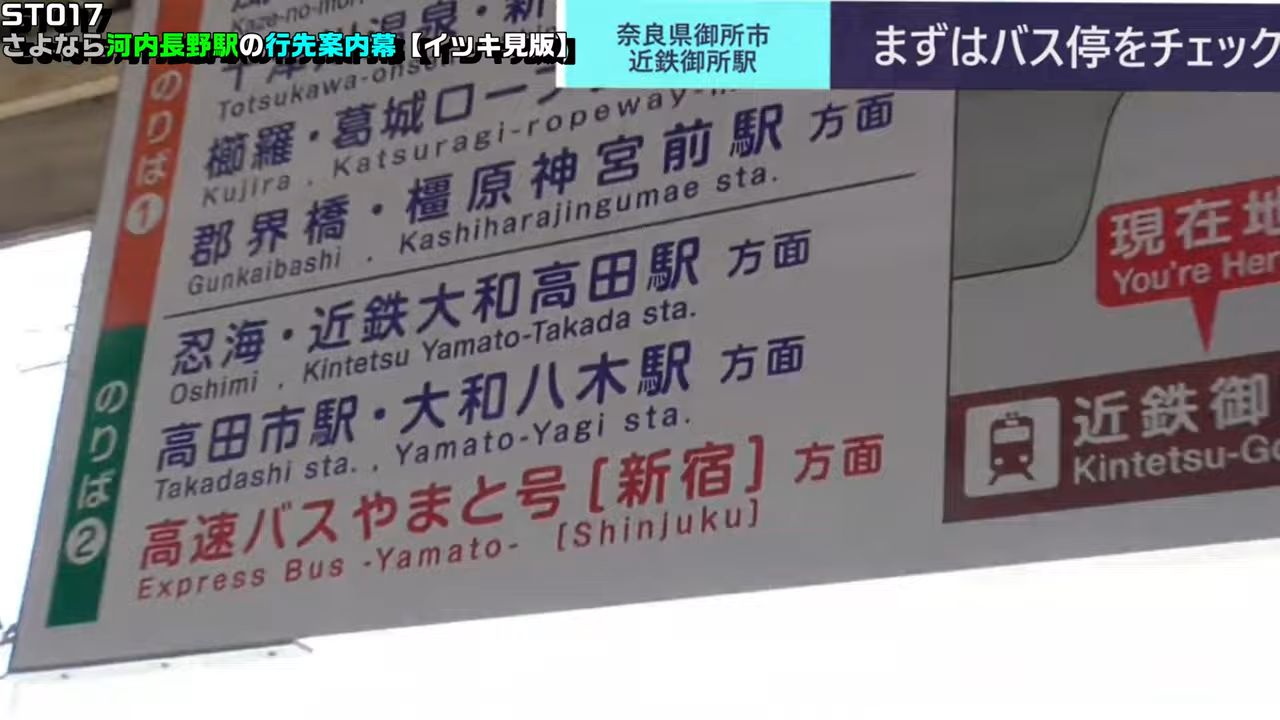 ST017
さよなら河内長野駅の行先案内幕【イツキ見版】
奈良県御所市
近鉄御所駅
まずはバス停をチェック
のりば1
Totsukawa-onsen
櫛羅・葛城ロープ
Kujira . Katsuragi-ropeway-
郡界橋・橿原神宮前駅 方面
Gunkaibashi . Kashiharajingumae sta.
のりば2
忍海・近鉄大和高田駅 方面
Oshimi . Kintetsu Yamato-Takada sta.
高田市駅・大和八木駅 方面
Takadashi sta. . Yamato-Yagi sta.
高速バスやまと号[新宿] 方面
Express Bus -Yamato- [Shinjuku]
現在地
You're Her
近鉄御
Kintetsu-Go